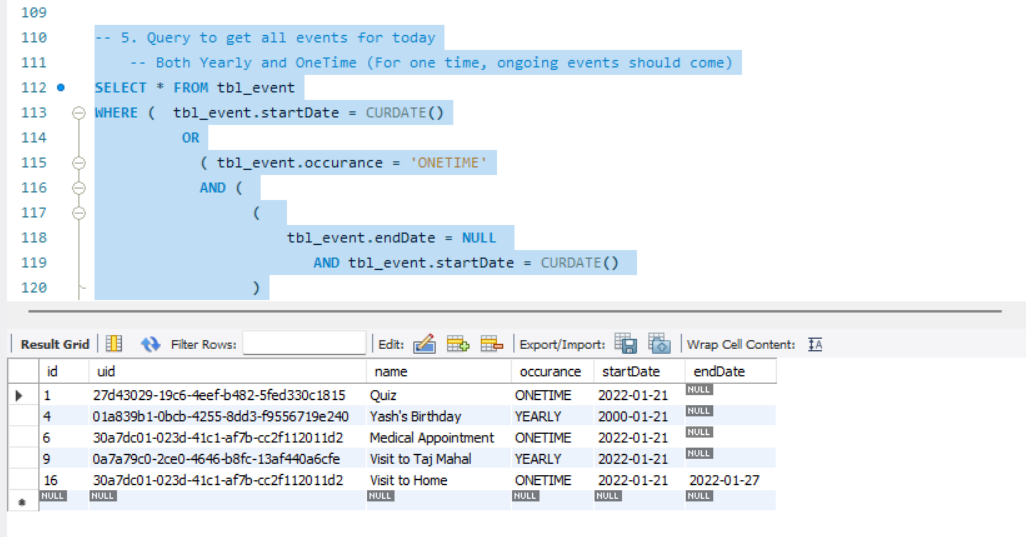 109
110 -- 5. Query to get all events for today
111 -- Both Yearly and OneTime (For one time, ongoing events should come)
112 SELECT * FROM tbl_event
113 WHERE ( tbl_event.startDate = CURDATE()
114 OR
115 ( tbl_event.occurance = 'ONETIME'
116 AND (
117 (
118 tbl_event.endDate = NULL
119 AND tbl_event.startDate = CURDATE()
120 )
Result Grid Filter Rows: Edit: Export/Import: Wrap Cell Content: IA
id uid name occurance startDate endDate
1 27d43029-19c6-4eef-b482-5fed330c1815 Quiz ONETIME 2022-01-21 NULL
4 01a839b1-0bcb-4255-8dd3-f9556719e240 Yash's Birthday YEARLY 2000-01-21 NULL
6 30a7dc01-023d-41c1-af7b-cc2f112011d2 Medical Appointment ONETIME 2022-01-21 NULL
9 0a7a79c0-2ce0-4646-b8fc-13af440a6cfe Visit to Taj Mahal YEARLY 2022-01-21 NULL
16 30a7dc01-023d-41c1-af7b-cc2f112011d2 Visit to Home ONETIME 2022-01-21 2022-01-27
NULL NULL NULL NULL NULL NULL